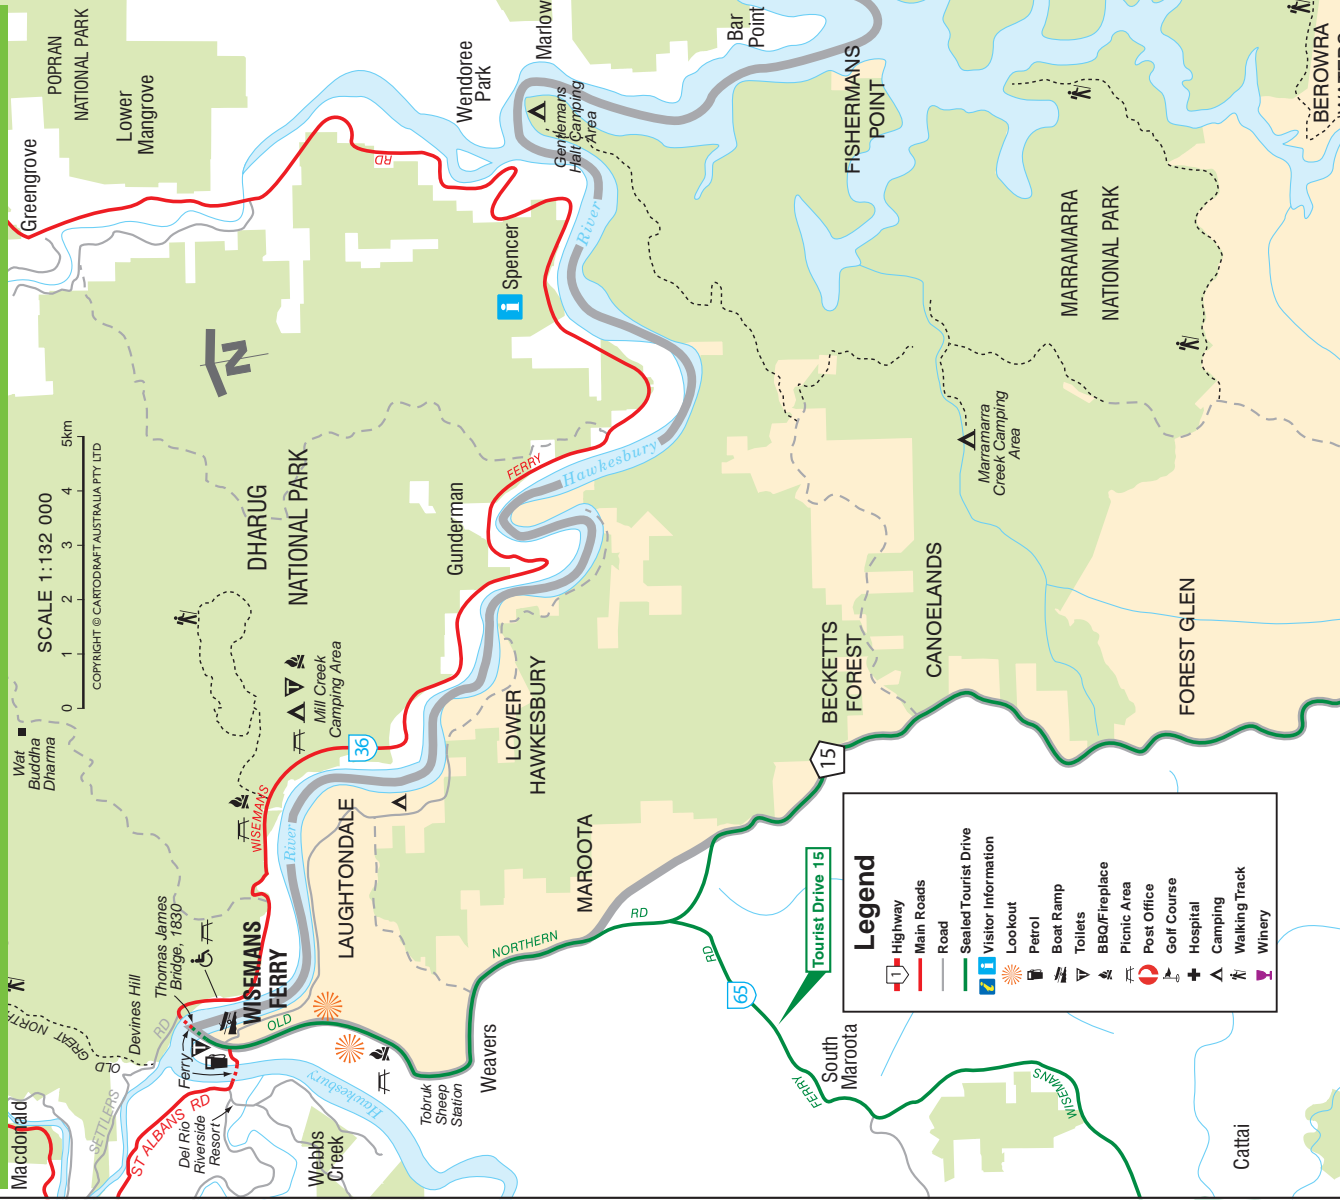 Greengrove
POPRAN
NATIONAL PARK
Lower
Mangrove
Wendoree
Park
Marlow
Bar
Point
Gentlemans
Halt Camping
Area
FISHERMANS
POINT
BEROWRA
MARRAMARRA
NATIONAL PARK
RD
Spencer
i
River
N
SCALE 1:132 000
0 1 2 3 4 5km
COPYRIGHT © CARTODRAFT AUSTRALIA PTY LTD
DHARUG
NATIONAL PARK
Gunderman
FERRY
Hawkesbury
Marramarra
Creek Camping
Area
Wat
Buddha
Dharma
Mill Creek
Camping Area
36
WISEMANS
River
LOWER
HAWKESBURY
LAUGHTONDALE
BECKETTS
FOREST
CANOELANDS
FOREST GLEN
15
MAROOTA
Thomas James
Bridge, 1830
Devines Hill
WISEMANS
FERRY
OLD
GREAT
NORTH
OLD
RD
SETTLERS
Ferry
ST ALBANS RD
Macdonald
Del Rio
Riverside
Resort
Webbs
Creek
Hawkesbury
Tobruk
Sheep
Station
Weavers
NORTHERN
RD
RD
65
Tourist Drive 15
South
Maroota
FERRY
WISEMANS
Cattai
Legend
1
Highway
Main Roads
Road
Sealed Tourist Drive
i i Visitor Information
Lookout
Petrol
Boat Ramp
Toilets
BBQ/Fireplace
Picnic Area
Post Office
Golf Course
Hospital
Camping
Walking Track
Winery